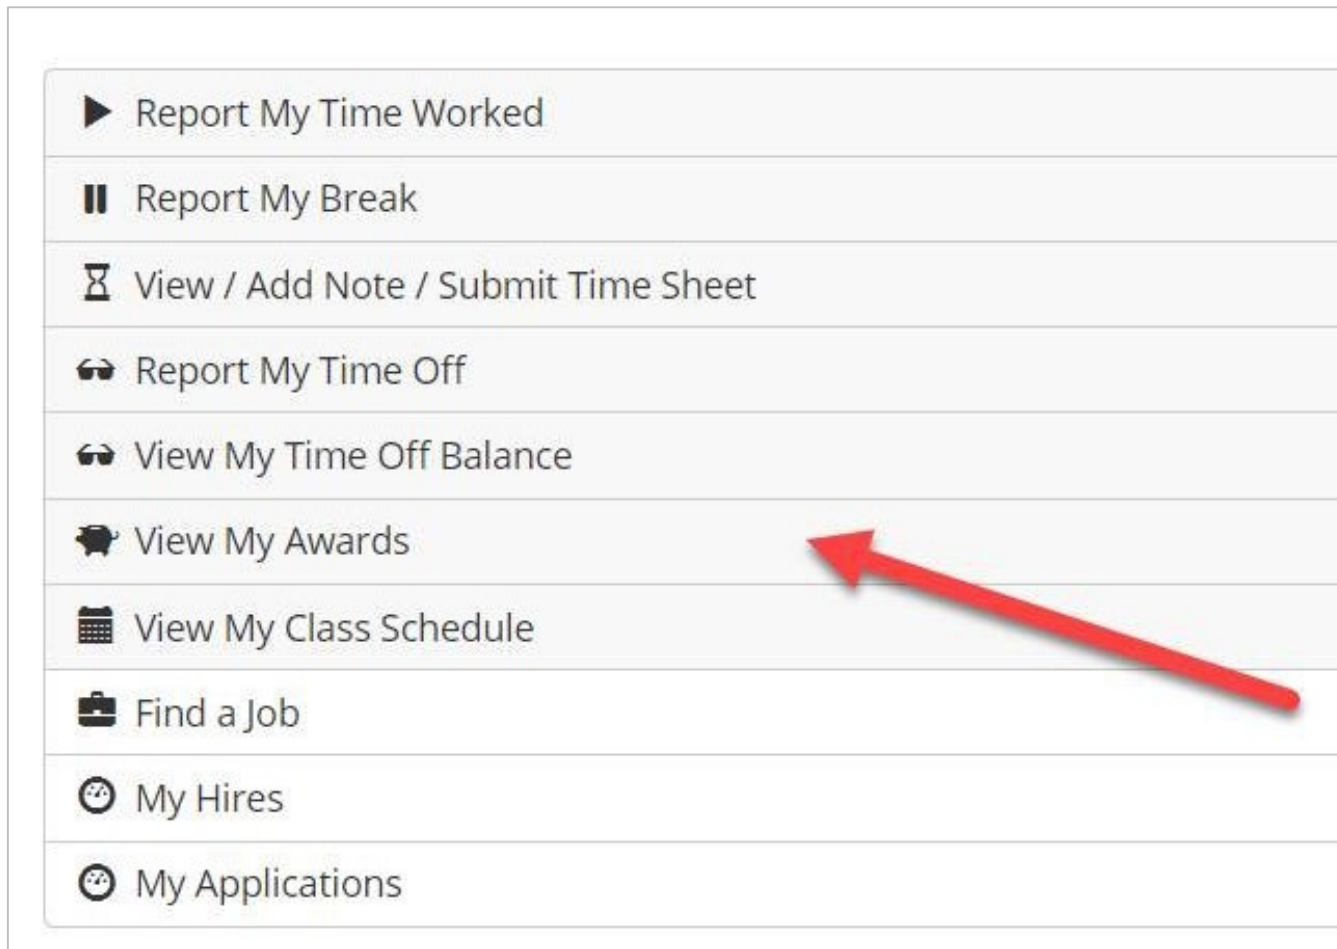 Report My Time Worked
Report My Break
View / Add Note / Submit Time Sheet
Report My Time Off
View My Time Off Balance
View My Awards
View My Class Schedule
Find a Job
My Hires
My Applications